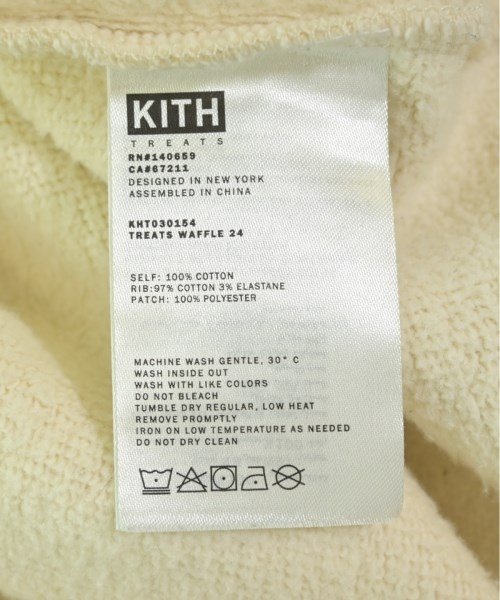 KITH
TREATS
RN#140659
CA#67211
DESIGNED IN NEW YORK
ASSEMBLED IN CHINA
KHT030154
TREATS WAFFLE 24
SELF: 100% COTTON
RIB:97% COTTON 3% ELASTANE
PATCH: 100% POLYESTER
MACHINE WASH GENTLE, 30° C
WASH INSIDE OUT
WASH WITH LIKE COLORS
DO NOT BLEACH
TUMBLE DRY REGULAR, LOW HEAT
REMOVE PROMPTLY
IRON ON LOW TEMPERATURE AS NEEDED
DO NOT DRY CLEAN